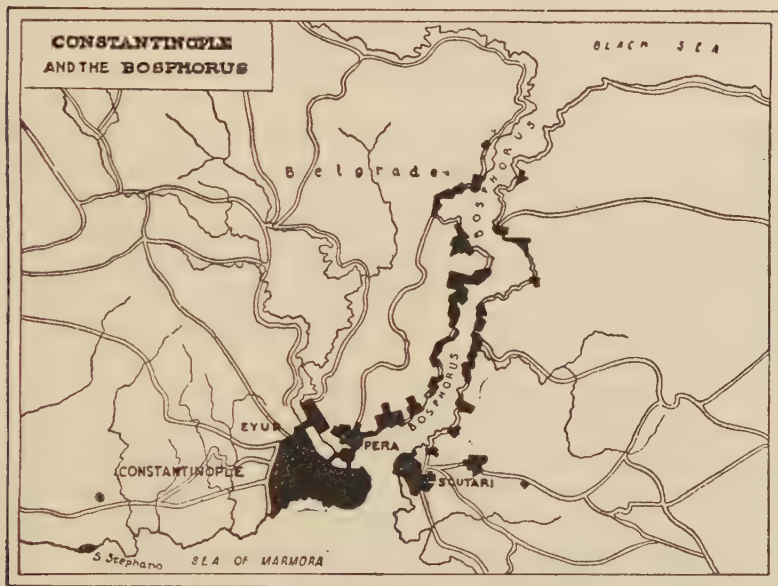 CONSTANTINOPLE
AND THE BOSPHORUS
BLACK SEA
Belgrade
BOSPHORUS
BOSPHORUS
EYUB
PERA
CONSTANTINOPLE
SCUTARI
S Stephano
SEA OF MARMORA